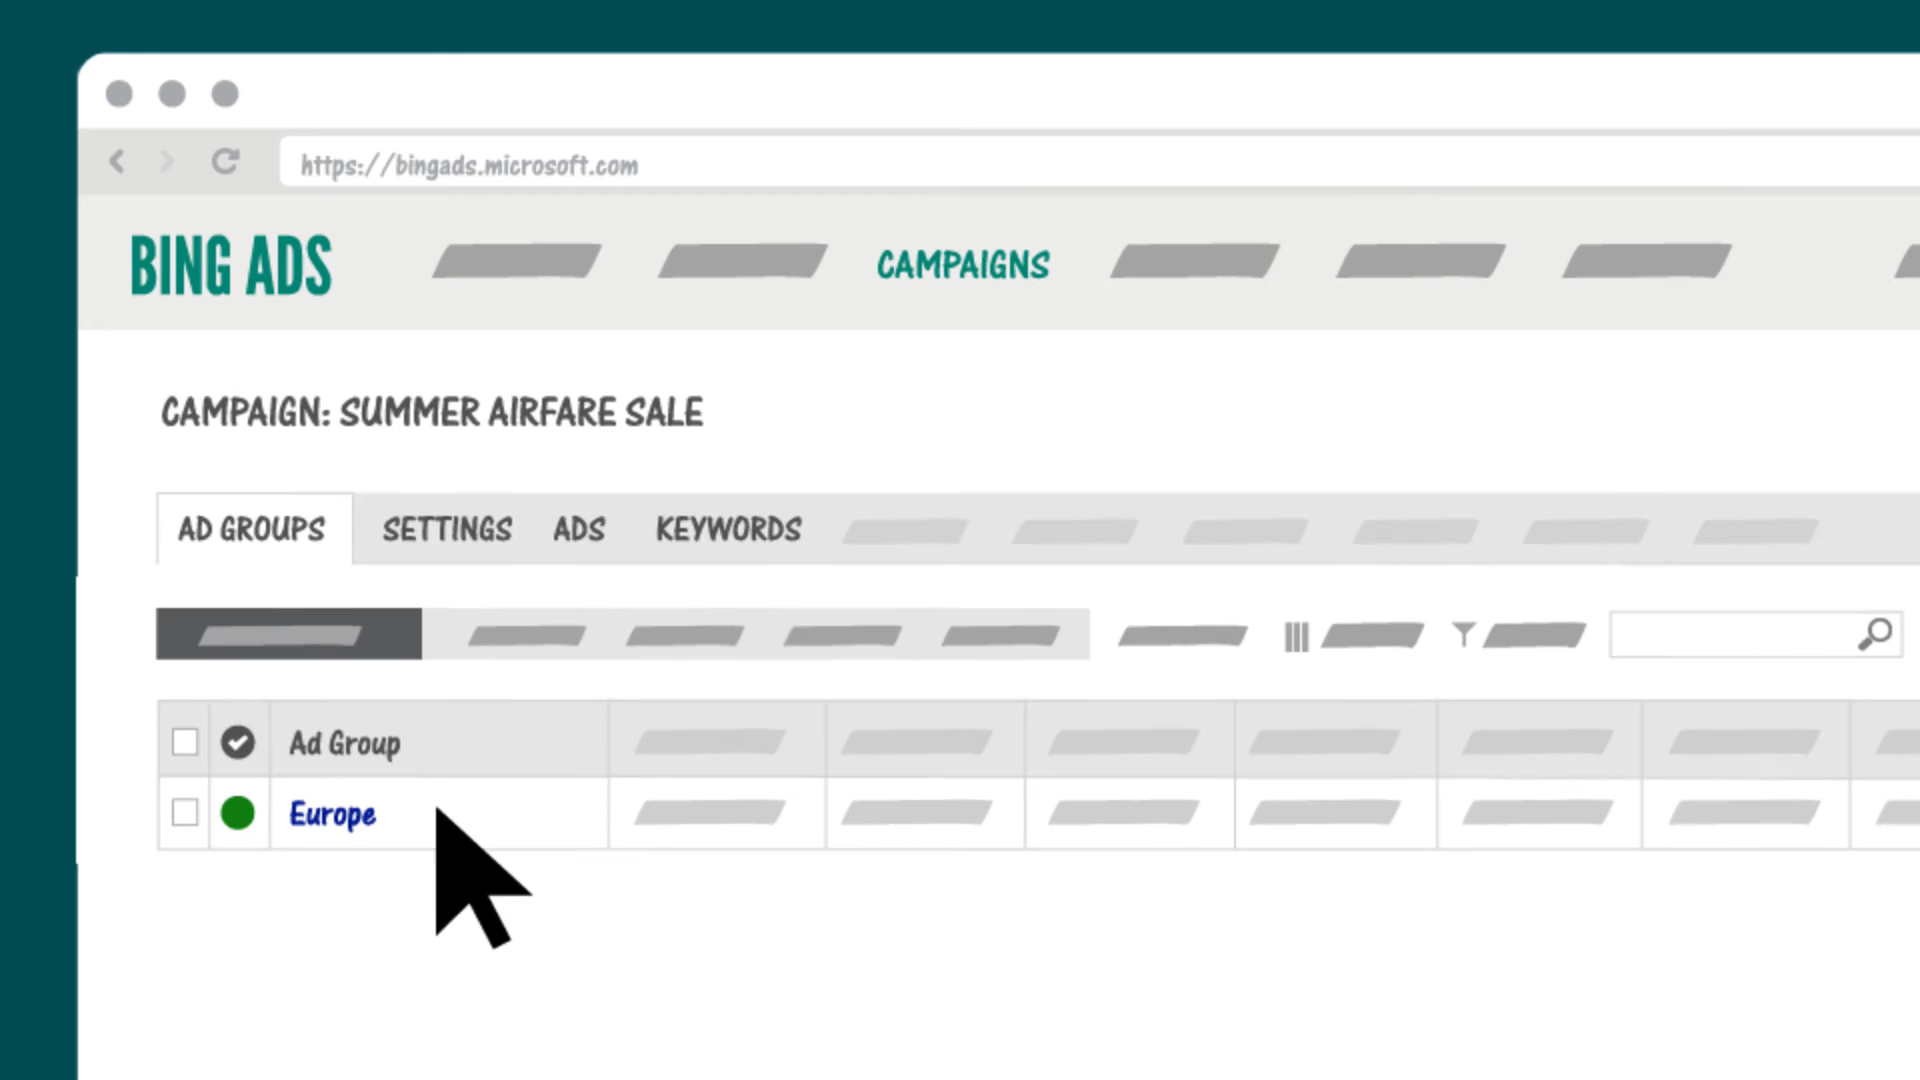 https://bingads.microsoft.com
BING ADS CAMPAIGNS
CAMPAIGN: SUMMER AIRFARE SALE
AD GROUPS SETTINGS ADS KEYWORDS
Ad Group
Europe